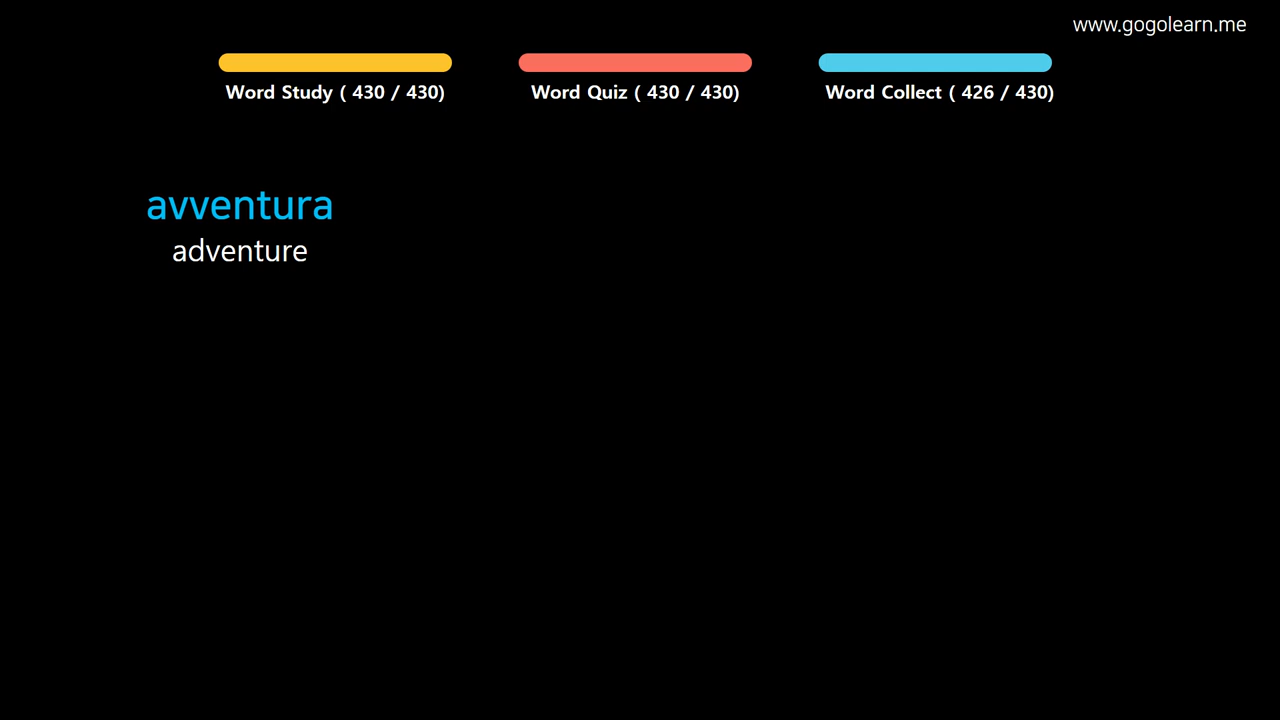 www.gogolearn.me
Word Study ( 430 / 430)
Word Quiz ( 430 / 430)
Word Collect ( 426 / 430)
avventura
adventure